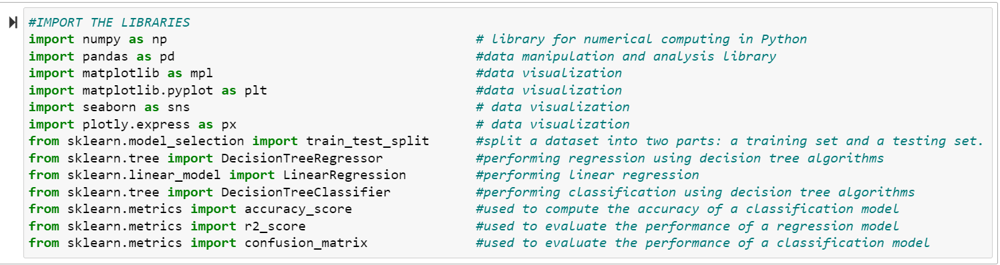 #IMPORT THE LIBRARIES
import numpy as np # library for numerical computing in Python
import pandas as pd #data manipulation and analysis library
import matplotlib as mpl #data visualization
import matplotlib.pyplot as plt #data visualization
import seaborn as sns # data visualization
import plotly.express as px # data visualization
from sklearn.model_selection import train_test_split #split a dataset into two parts: a training set and a testing set.
from sklearn.tree import DecisionTreeRegressor #performing regression using decision tree algorithms
from sklearn.linear_model import LinearRegression #performing linear regression
from sklearn.tree import DecisionTreeClassifier #performing classification using decision tree algorithms
from sklearn.metrics import accuracy_score #used to compute the accuracy of a classification model
from sklearn.metrics import r2_score #used to evaluate the performance of a regression model
from sklearn.metrics import confusion_matrix #used to evaluate the performance of a classification model